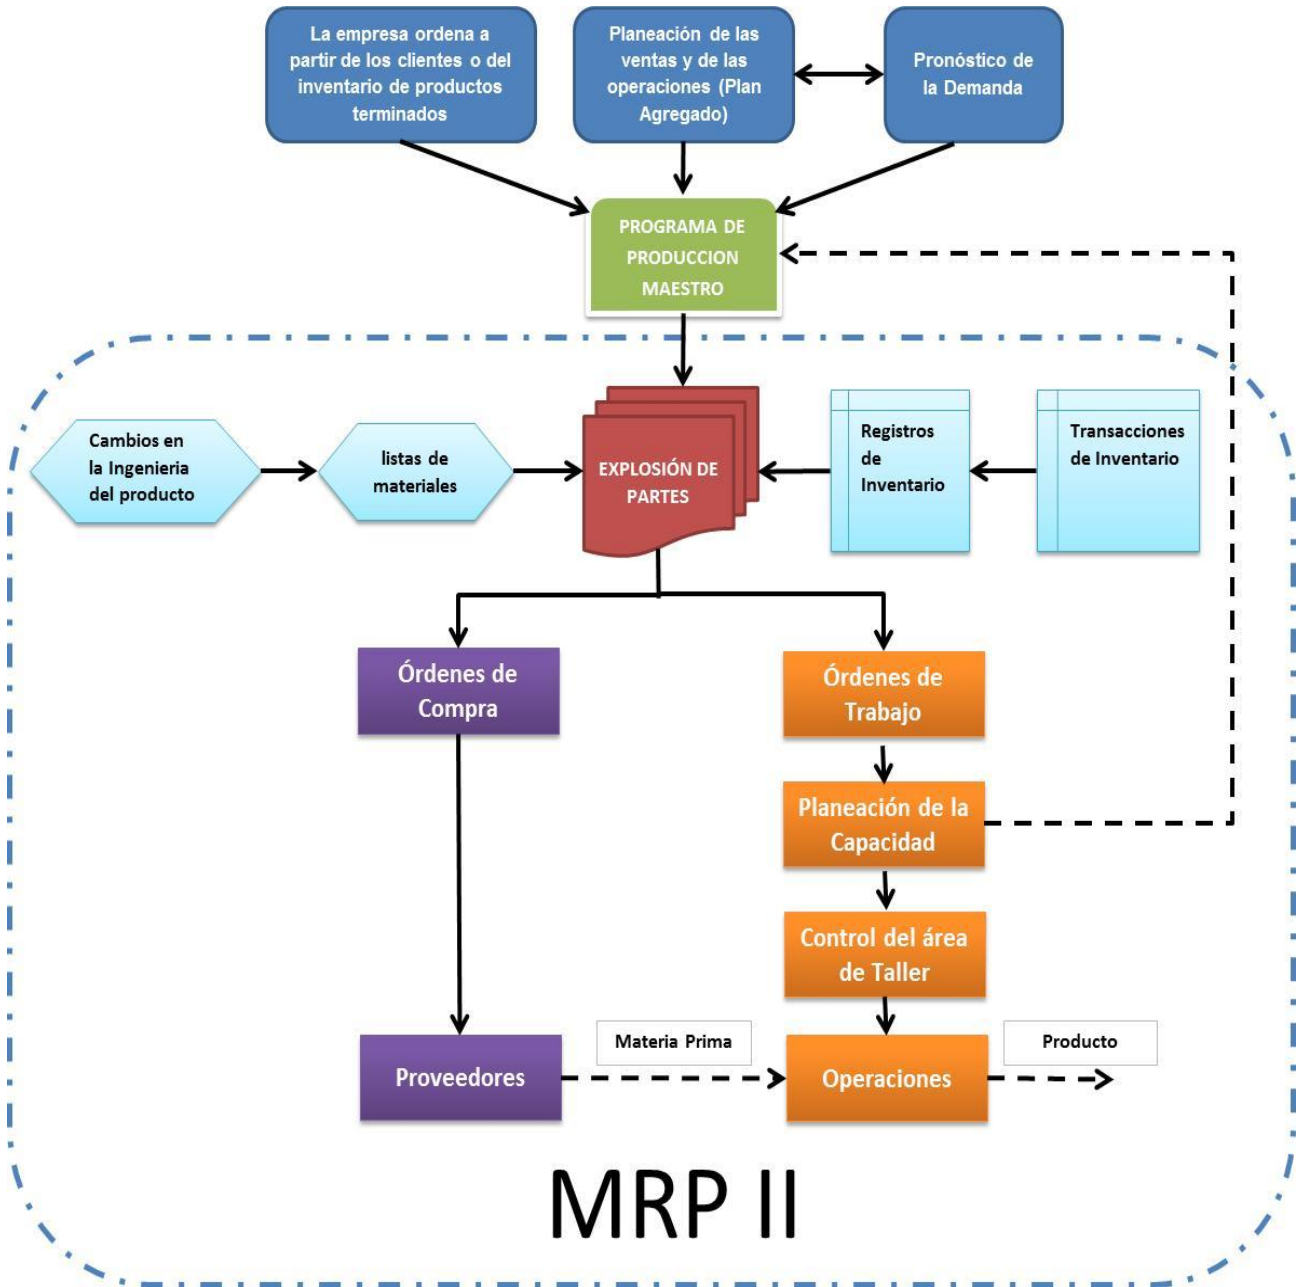 La empresa ordena a
partir de los clientes o del
inventario de productos
terminados
Planeación de las
ventas y de las
operaciones (Plan
Agregado)
Pronóstico de
la Demanda
PROGRAMA DE
PRODUCCION
MAESTRO
Cambios en
la Ingenieria
del producto
listas de
materiales
EXPLOSIÓN DE
PARTES
Registros
de
Inventario
Transacciones
de Inventario
Órdenes de
Compra
Órdenes de
Trabajo
Planeación de la
Capacidad
Control del área
de Taller
Proveedores
Materia Prima
Operaciones
Producto
MRP II